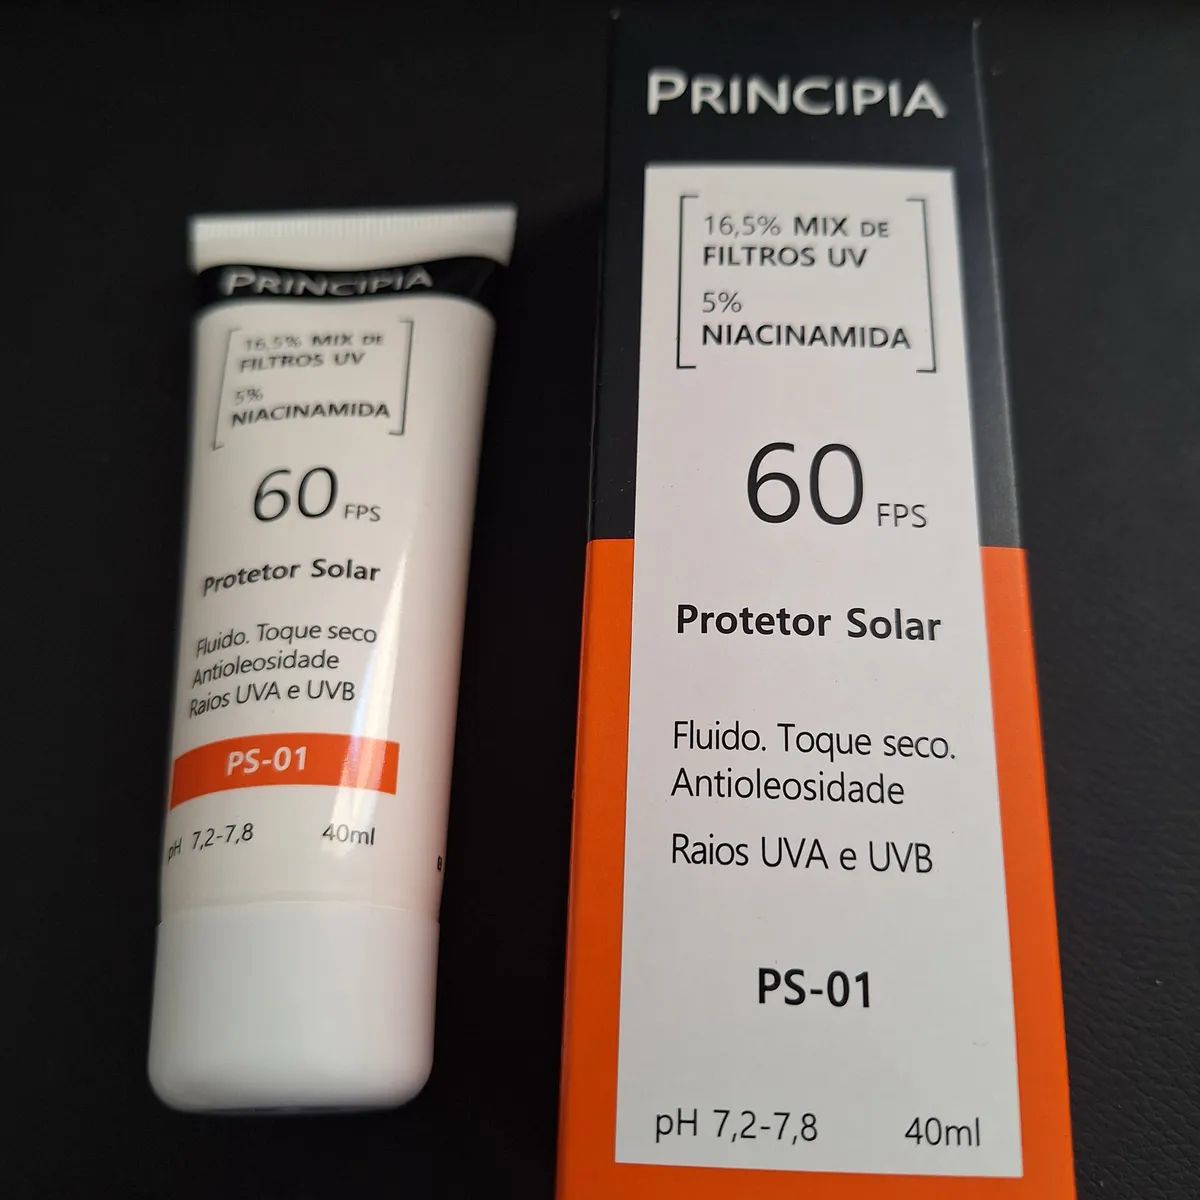 PRINCIPIA
16,5% MIX DE
FILTROS UV
5%
NIACINAMIDA
60 FPS
Protetor Solar
Fluido. Toque seco
Antioleosidade
Raios UVA e UVB
PS-01
pH 7,2-7,8 40ml
PRINCIPIA
16,5% MIX DE
FILTROS UV
5%
NIACINAMIDA
60 FPS
Protetor Solar
Fluido. Toque seco.
Antioleosidade
Raios UVA e UVB
PS-01
pH 7,2-7,8 40ml